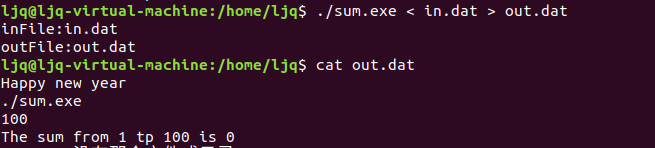 ljq@ljq-virtual-machine:/home/ljq$ ./sum.exe < in.dat > out.dat
inFile:in.dat
outFile:out.dat
ljq@ljq-virtual-machine:/home/ljq$ cat out.dat
Happy new year
./sum.exe
100
The sum from 1 tp 100 is 0